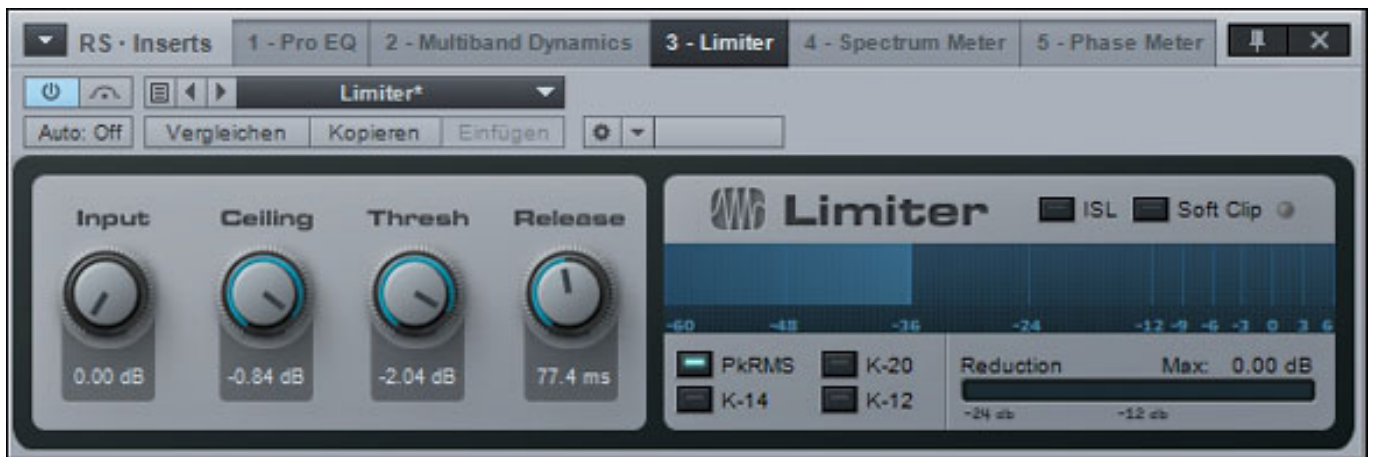 RS · Inserts 1 - Pro EQ 2 - Multiband Dynamics 3 - Limiter 4 - Spectrum Meter 5 - Phase Meter
Limiter*
Auto: Off Vergleichen Kopieren Einfügen
Input Ceiling Thresh Release
0.00 dB -0.84 dB -2.04 dB 77.4 ms
Limiter ISL Soft Clip
-60 -48 -36 -24 -12 -9 -6 -3 0 3 6
PkRMS K-20 Reduction Max: 0.00 dB
K-14 K-12
-24 db -12 db